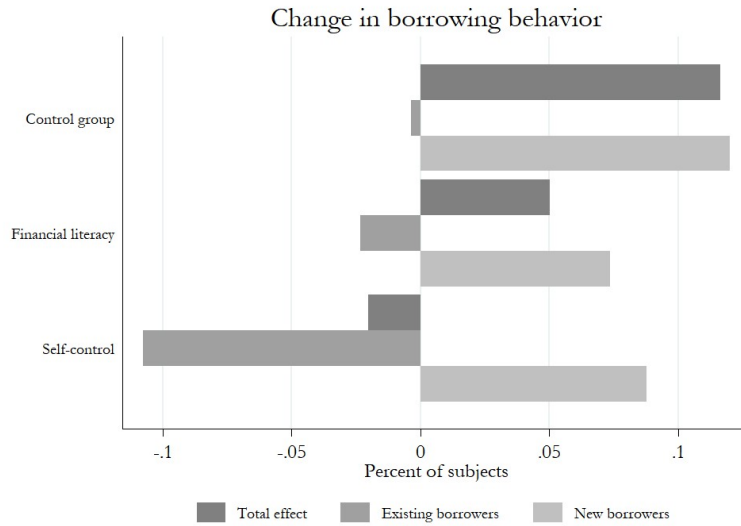 Change in borrowing behavior
Control group
Financial literacy
Self-control
-.1 -.05 0 .05 .1
Percent of subjects
Total effect Existing borrowers New borrowers